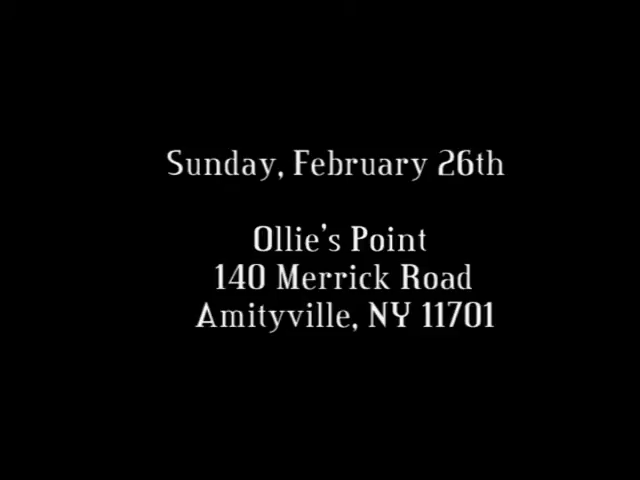 Sunday, February 26th
Ollie's Point
140 Merrick Road
Amityville, NY 11701